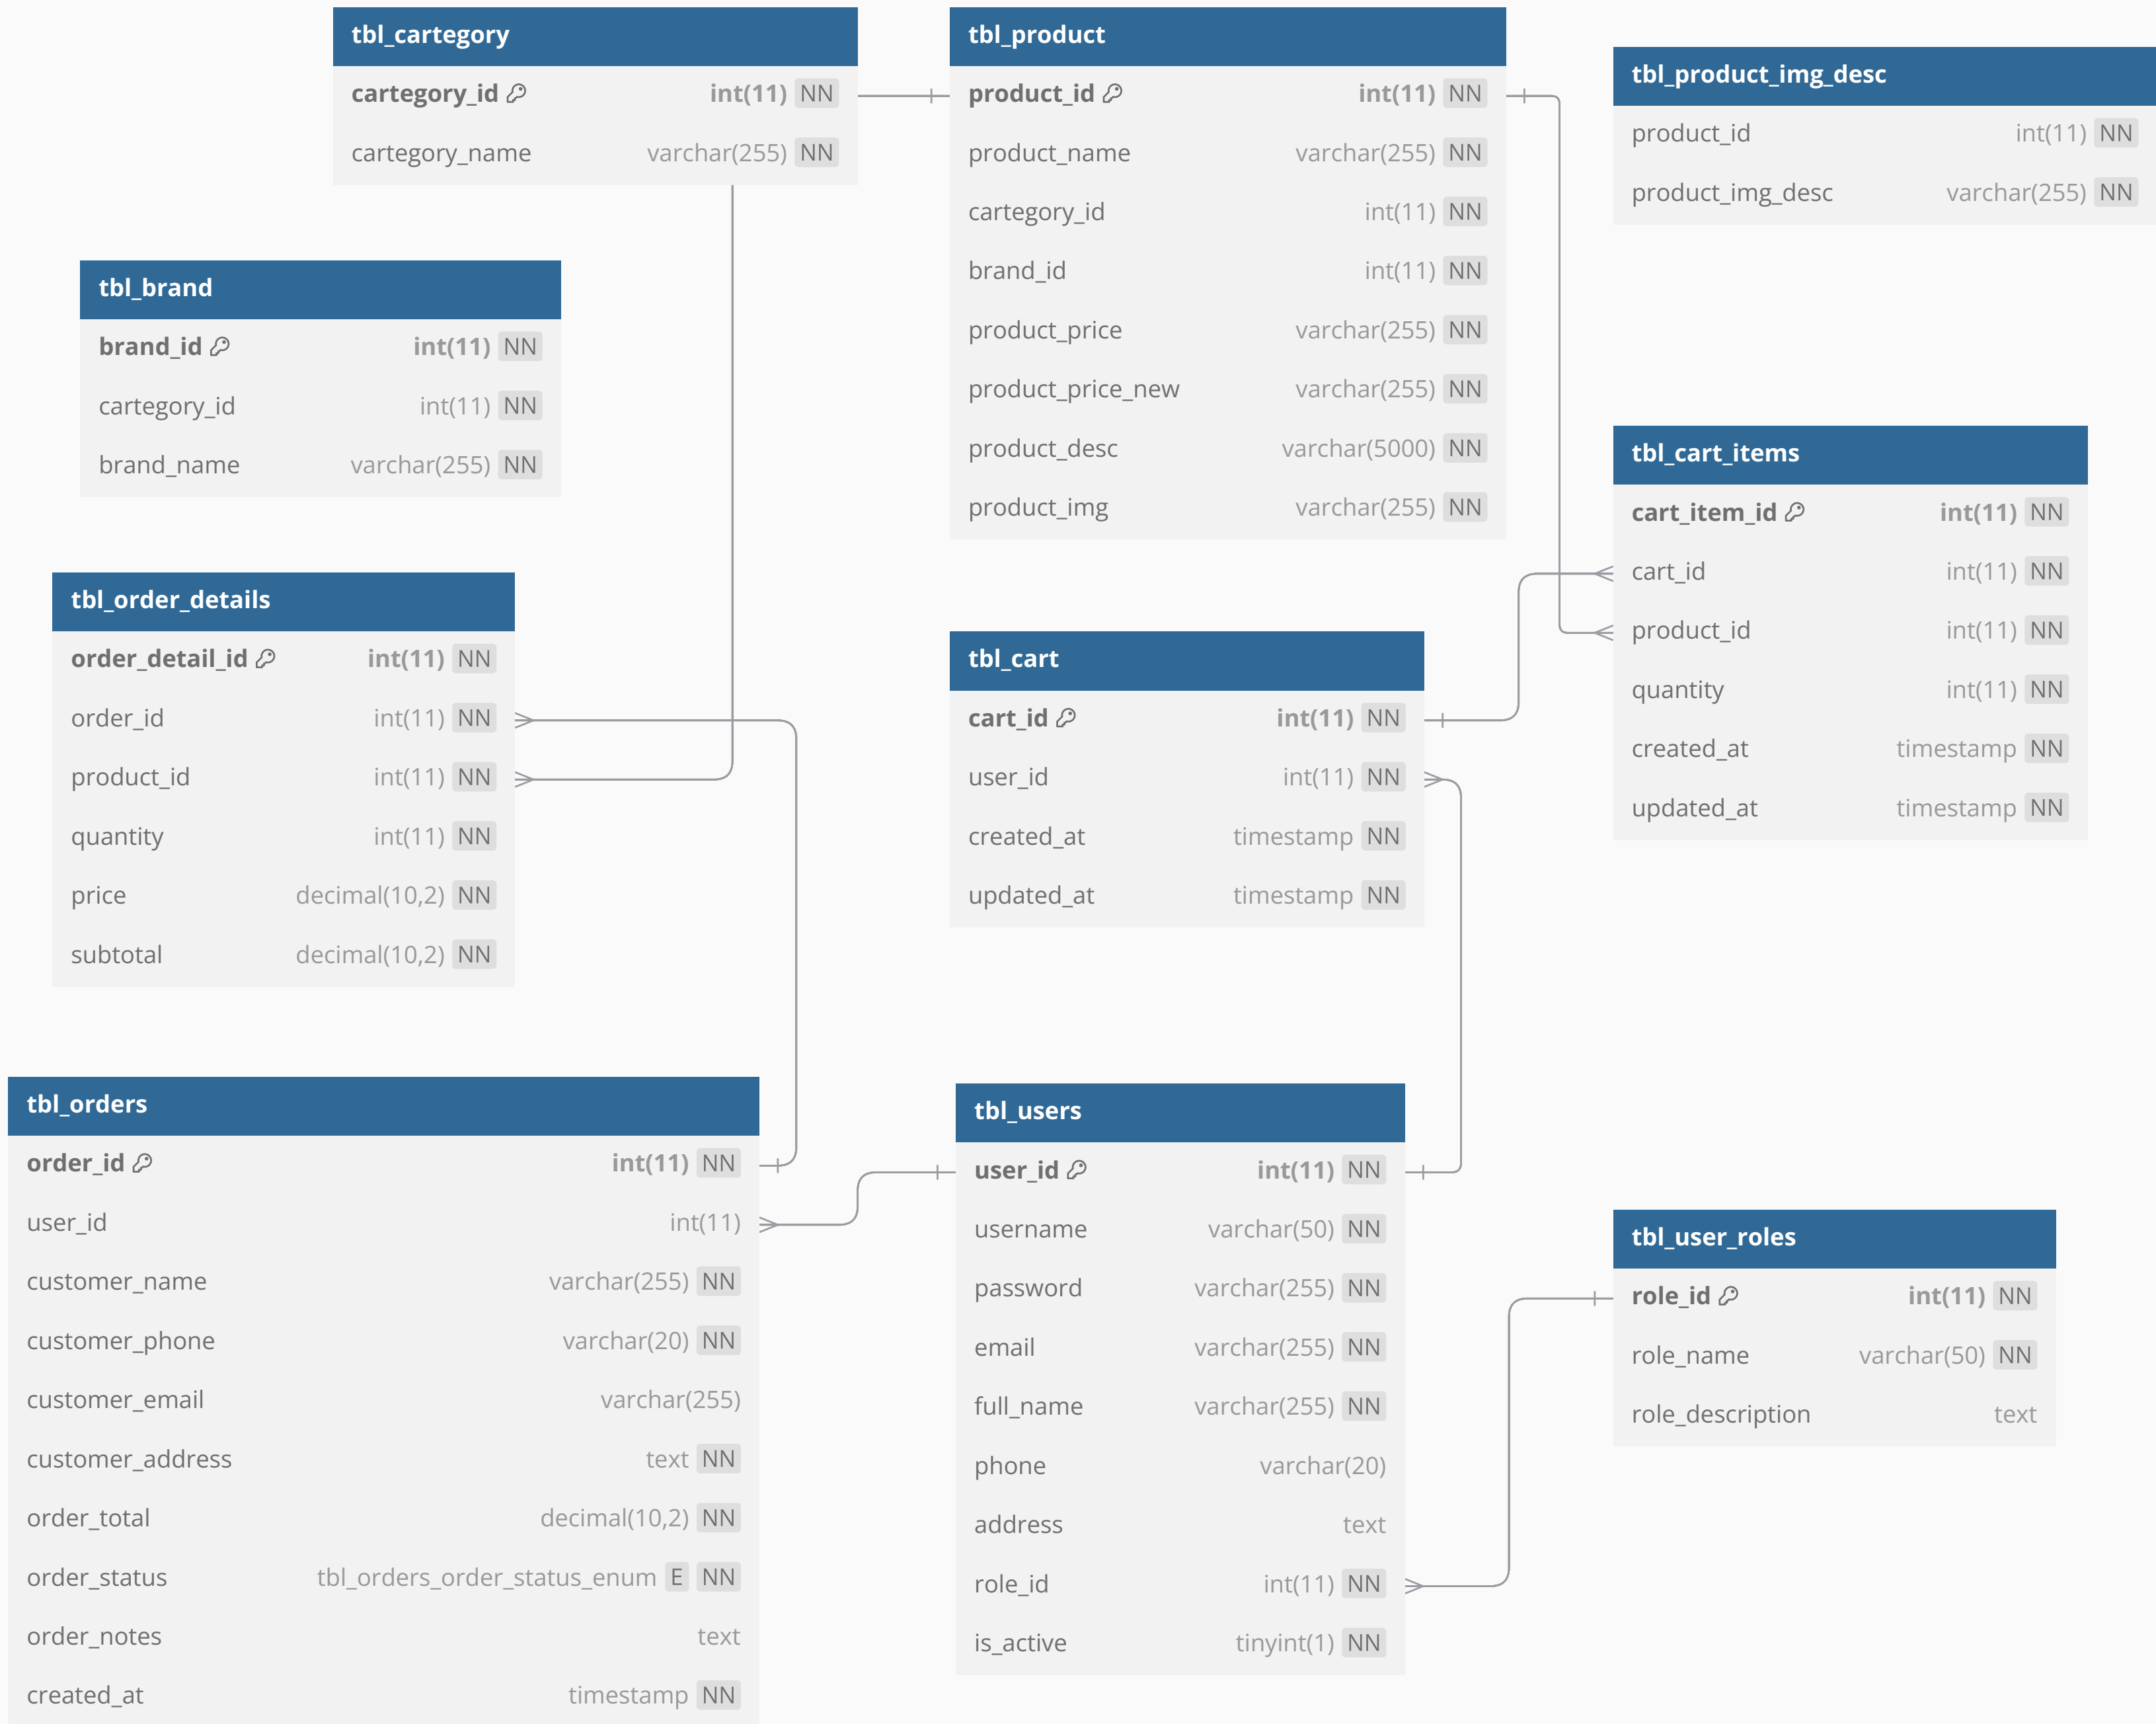 tbl_cartegory
cartegory_id int(11) NN
cartegory_name varchar(255) NN
tbl_product
product_id int(11) NN
product_name varchar(255) NN
cartegory_id int(11) NN
brand_id int(11) NN
product_price varchar(255) NN
product_price_new varchar(255) NN
product_desc varchar(5000) NN
product_img varchar(255) NN
tbl_product_img_desc
product_id int(11) NN
product_img_desc varchar(255) NN
tbl_brand
brand_id int(11) NN
cartegory_id int(11) NN
brand_name varchar(255) NN
tbl_cart_items
cart_item_id int(11) NN
cart_id int(11) NN
product_id int(11) NN
quantity int(11) NN
created_at timestamp NN
updated_at timestamp NN
tbl_order_details
order_detail_id int(11) NN
order_id int(11) NN
product_id int(11) NN
quantity int(11) NN
price decimal(10,2) NN
subtotal decimal(10,2) NN
tbl_cart
cart_id int(11) NN
user_id int(11) NN
created_at timestamp NN
updated_at timestamp NN
tbl_orders
order_id int(11) NN
user_id int(11)
customer_name varchar(255) NN
customer_phone varchar(20) NN
customer_email varchar(255)
customer_address text NN
order_total decimal(10,2) NN
order_status tbl_orders_order_status_enum E NN
order_notes text
created_at timestamp NN
tbl_users
user_id int(11) NN
username varchar(50) NN
password varchar(255) NN
email varchar(255) NN
full_name varchar(255) NN
phone varchar(20)
address text
role_id int(11) NN
is_active tinyint(1) NN
tbl_user_roles
role_id int(11) NN
role_name varchar(50) NN
role_description text